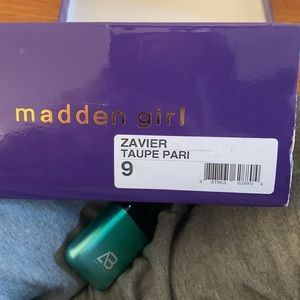 madden girl
ZAVIER
TAUPE PARI
9